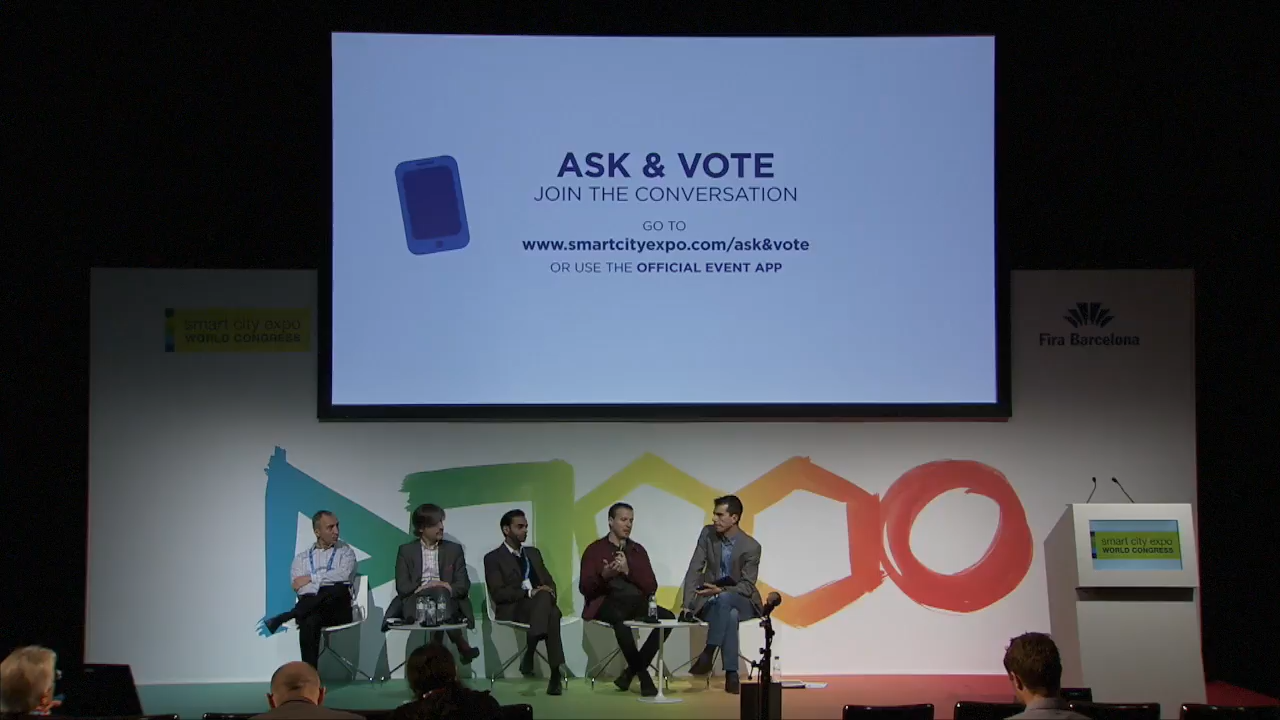 ASK & VOTE
JOIN THE CONVERSATION
GO TO
www.smartcityexpo.com/ask&vote
OR USE THE OFFICIAL EVENT APP
smart city expo
WORLD CONGRESS
Fira Barcelona
smart city expo
WORLD CONGRESS